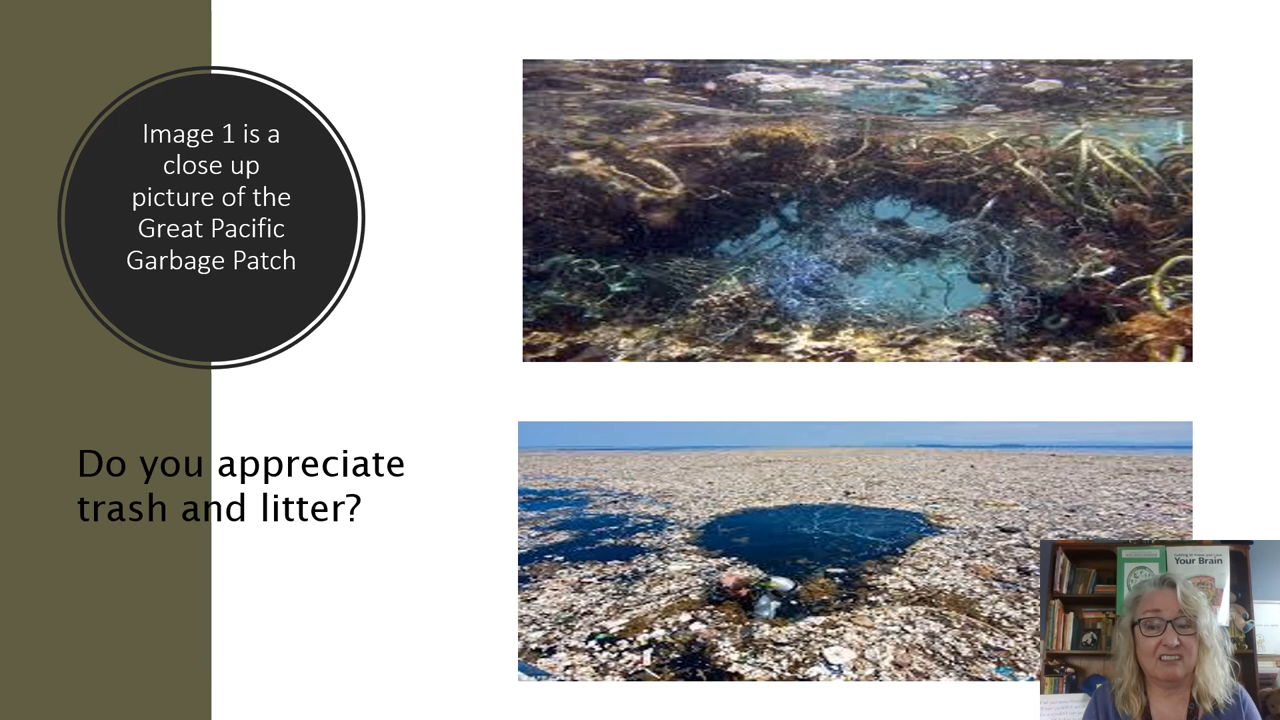 Image 1 is a
close up
picture of the
Great Pacific
Garbage Patch
Do you appreciate
trash and litter?
Your Brain